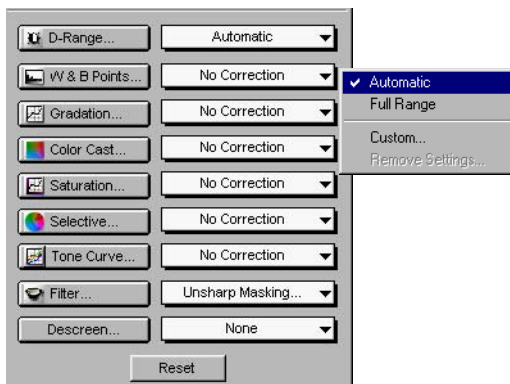 D-Range... Automatic
W & B Points... No Correction
Gradation... No Correction
Color Cast... No Correction
Saturation... No Correction
Selective... No Correction
Tone Curve... No Correction
Filter... Unsharp Masking...
Descreen... None
Reset
Automatic
Full Range
Custom...
Remove Settings...